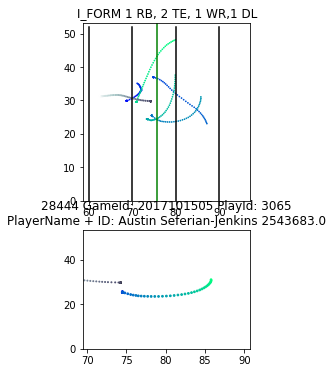 I_FORM 1 RB, 2 TE, 1 WR,1 DL
50
40
30
20
10
0
60 70 80 90
28444 GameId: 2017101505 PlayId: 3065
PlayerName + ID: Austin Seferian-Jenkins 2543683.0
40
20
0
70 75 80 85 90